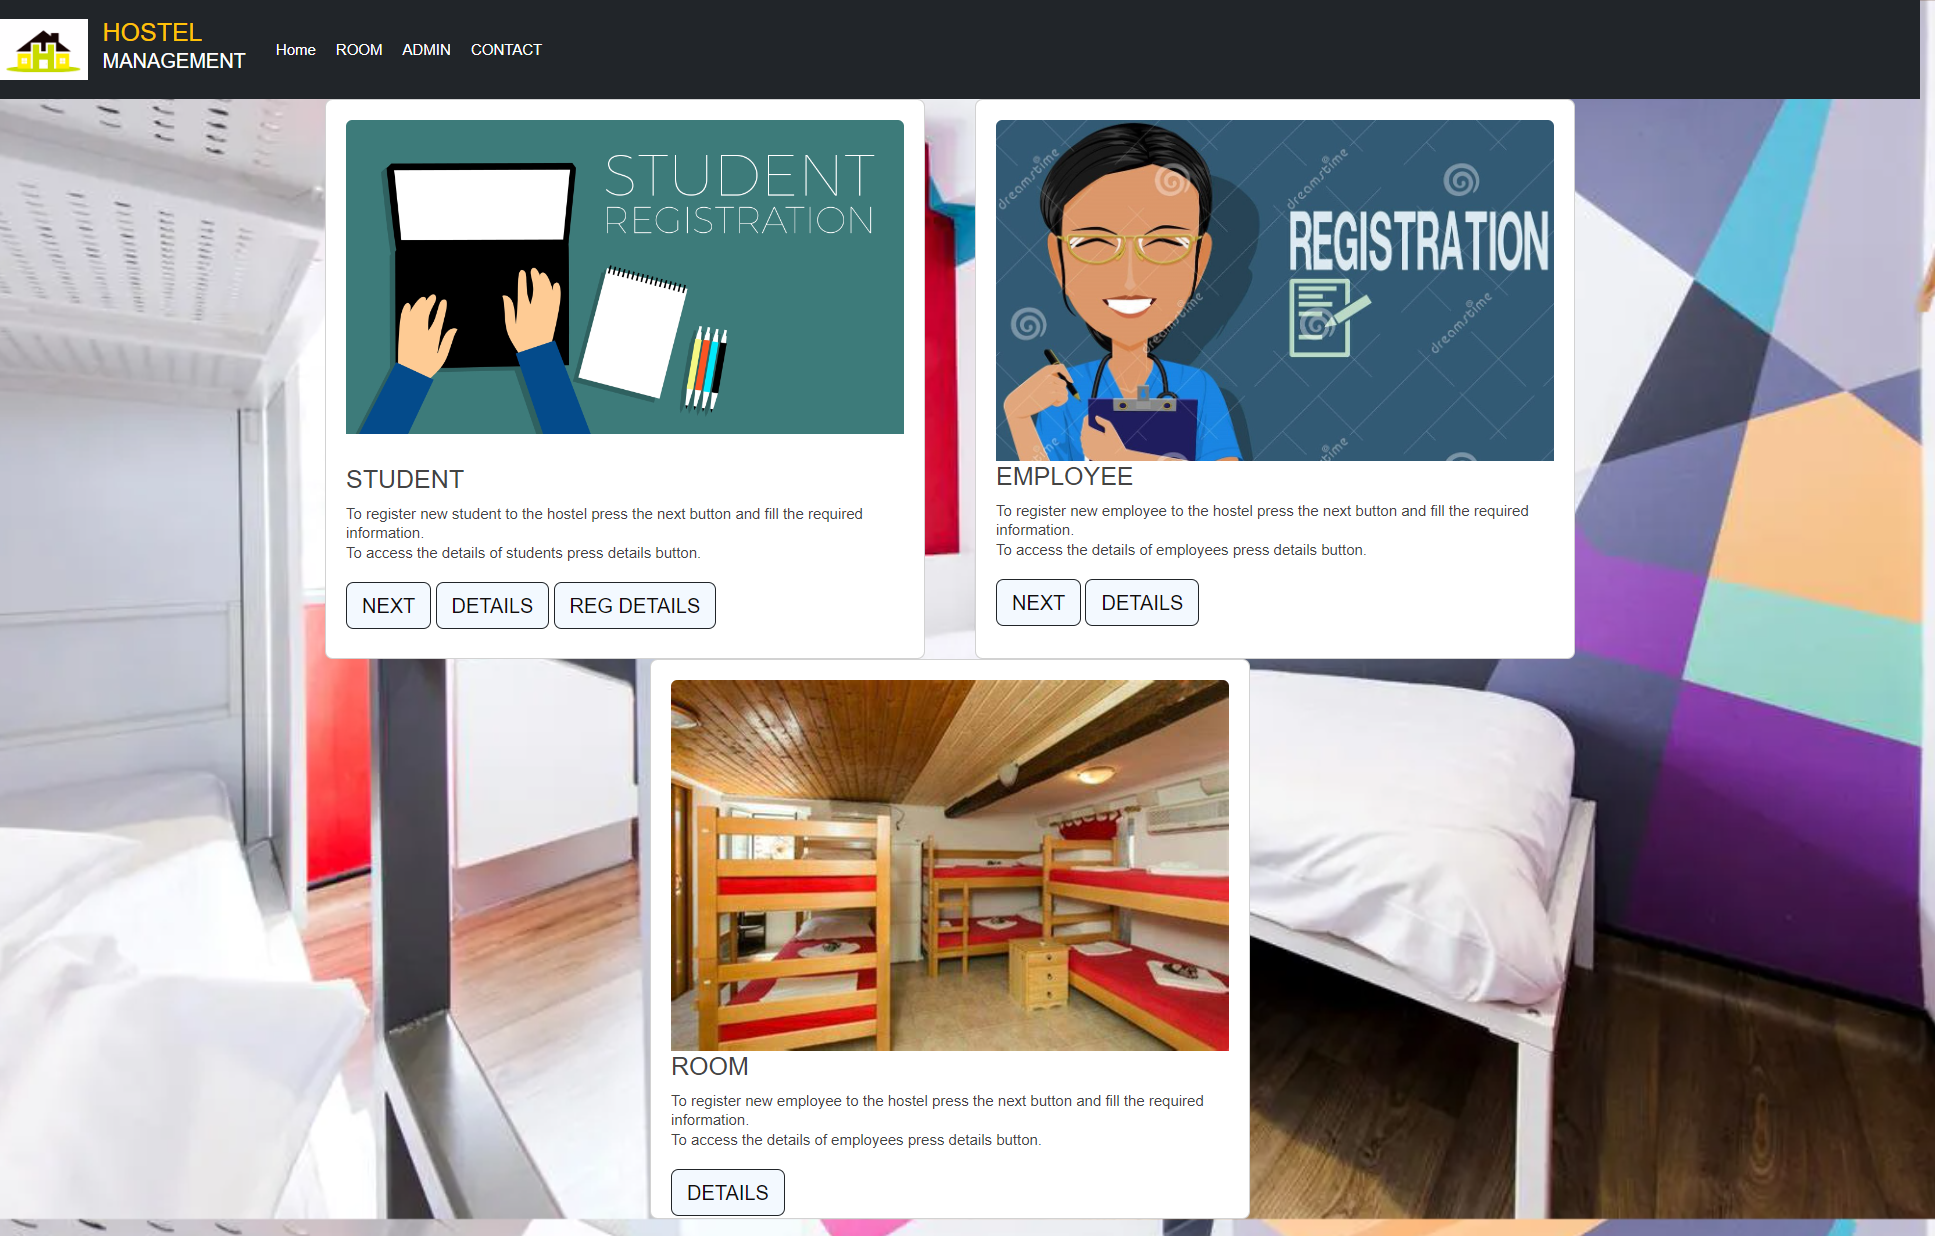 HOSTEL
MANAGEMENT
Home ROOM ADMIN CONTACT
STUDENT
REGISTRATION
STUDENT
To register new student to the hostel press the next button and fill the required
information.
To access the details of students press details button.
NEXT DETAILS REG DETAILS
dreamstime
dreamstime
REGISTRATION
dreamstime
dreamstime
dreamstime
dreamstime
EMPLOYEE
To register new employee to the hostel press the next button and fill the required
information.
To access the details of employees press details button.
NEXT DETAILS
ROOM
To register new employee to the hostel press the next button and fill the required
information.
To access the details of employees press details button.
DETAILS